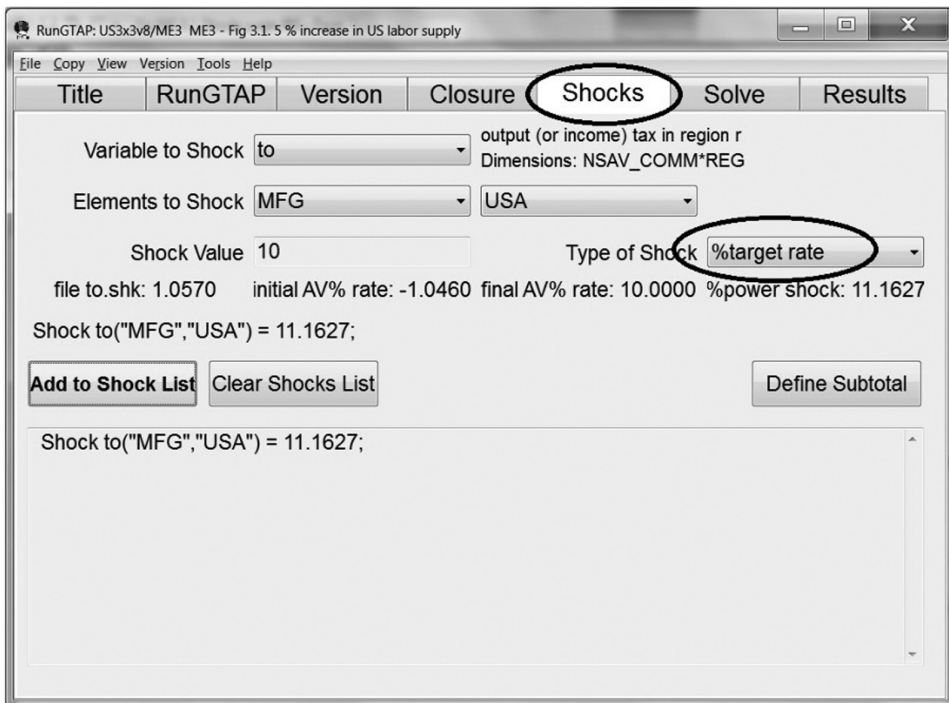 RunGTAP: US3x3v8/ME3 ME3 - Fig 3.1. 5 % increase in US labor supply
File Copy View Version Tools Help
Title RunGTAP Version Closure Shocks Solve Results
Variable to Shock to output (or income) tax in region r
Dimensions: NSAV_COMM*REG
Elements to Shock MFG USA
Shock Value 10 Type of Shock %target rate
file to.shk: 1.0570 initial AV% rate: -1.0460 final AV% rate: 10.0000 %power shock: 11.1627
Shock to("MFG","USA") = 11.1627;
Add to Shock List Clear Shocks List Define Subtotal
Shock to("MFG","USA") = 11.1627;